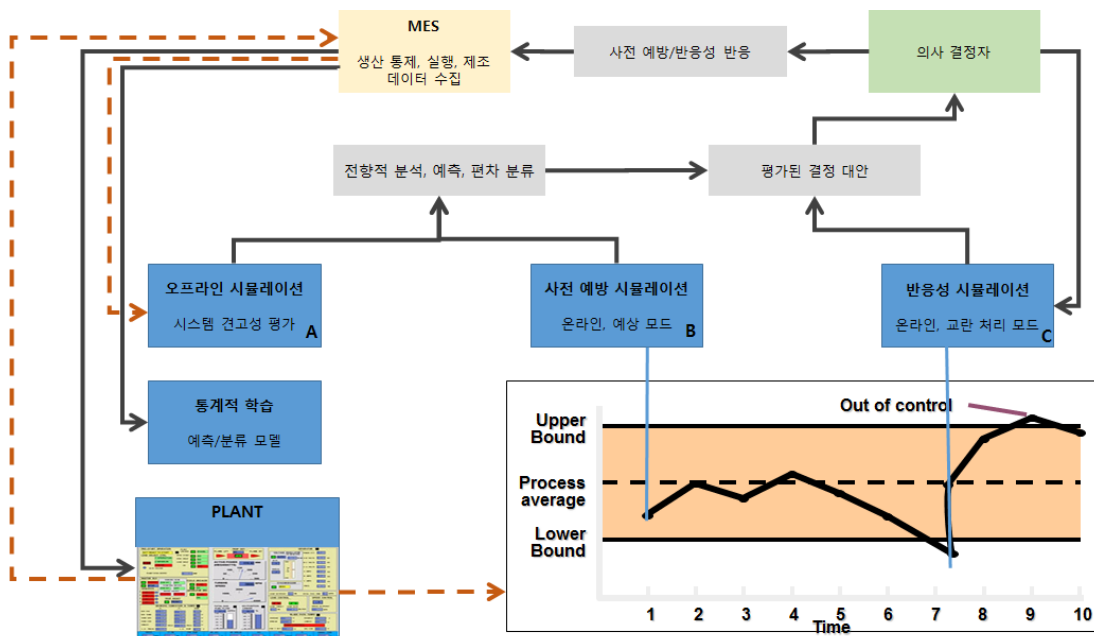 MES
생산 통제, 실행, 제조
데이터 수집
사전 예방/반응성 반응
의사 결정자
전향적 분석, 예측, 편차 분류
평가된 결정 대안
오프라인 시뮬레이션
시스템 견고성 평가
A
사전 예방 시뮬레이션
온라인, 예상 모드
B
반응성 시뮬레이션
온라인, 교란 처리 모드
C
통계적 학습
예측/분류 모델
PLANT
Out of control
Upper
Bound
Process
average
Lower
Bound
1 2 3 4 5 6 7 8 9 10
Time